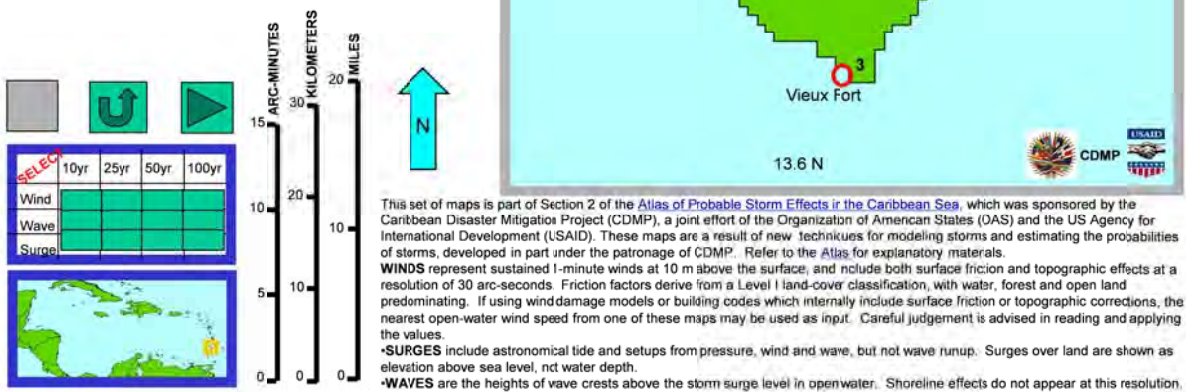 3
Vieux Fort
13.6 N
USAID
CDMP
N
ARC-MINUTES
KILOMETERS
MILES
15
10
5
0
30
20
10
0
20
10
0
SELECT
10yr 25yr 50yr 100yr
Wind
Wave
Surge
This set of maps is part of Section 2 of the Atlas of Probable Storm Effects ir the Caribbean Sea, which was sponsored by the
Caribbean Disaster Mitigation Project (CDMP), a joint effort of the Organization of American States (OAS) and the US Agency for
International Development (USAID). These maps are a result of new techniques for modeling storms and estimating the probabilities
of storms, developed in part under the patronage of CDMP. Refer to the Atlas for explanatory materials.
WINDS represent sustained 1-minute winds at 10 m above the surface, and nclude both surface friction and topographic effects at a
resolution of 30 arc-seconds. Friction factors derive from a Level I land-cover classification, with water, forest and open land
predominating. If using wind damage models or building codes which internally include surface friction or topographic corrections, the
nearest open-water wind speed from one of these maps may be used as input. Careful judgement is advised in reading and applying
the values.
•SURGES include astronomical tide and setups from pressure, wind and wave, but not wave runup. Surges over land are shown as
elevation above sea level, not water depth.
•WAVES are the heights of wave crests above the storm surge level in open water. Shoreline effects do not appear at this resolution.